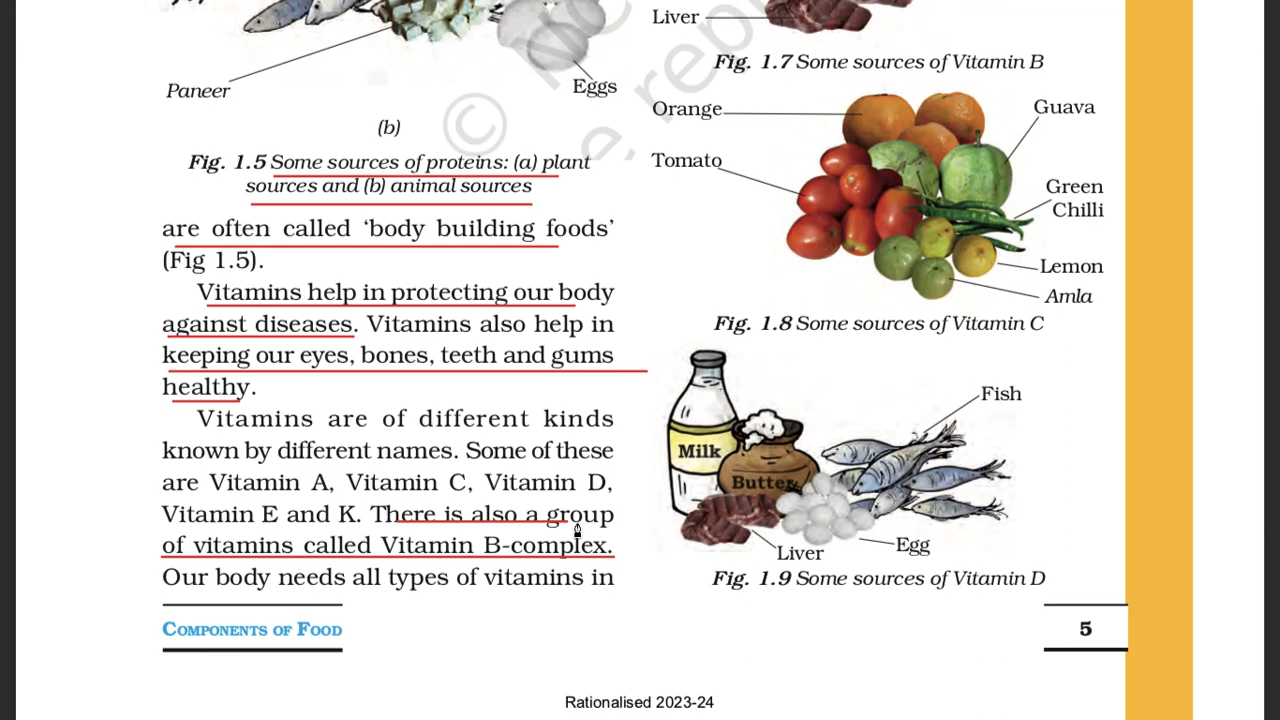 Paneer
Eggs
(b)
Fig. 1.5 Some sources of proteins: (a) plant
sources and (b) animal sources
are often called ‘body building foods’
(Fig 1.5).
Vitamins help in protecting our body
against diseases. Vitamins also help in
keeping our eyes, bones, teeth and gums
healthy.
Vitamins are of different kinds
known by different names. Some of these
are Vitamin A, Vitamin C, Vitamin D,
Vitamin E and K. There is also a group
of vitamins called Vitamin B-complex.
Our body needs all types of vitamins in
Liver
Fig. 1.7 Some sources of Vitamin B
Orange
Guava
Tomato
Green
Chilli
Lemon
Amla
Fig. 1.8 Some sources of Vitamin C
Fish
Milk
Butter
Liver
Egg
Fig. 1.9 Some sources of Vitamin D
COMPONENTS OF FOOD
5
Rationalised 2023-24